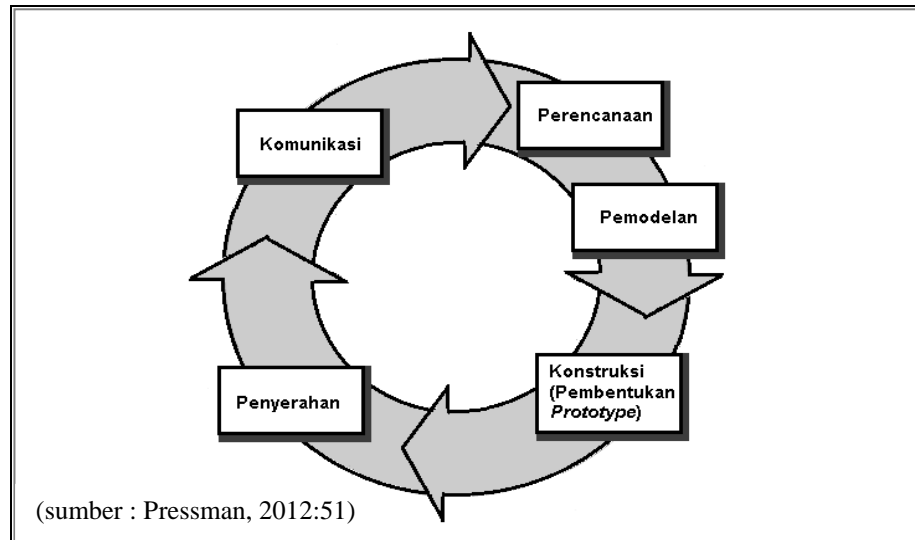 Komunikasi
Perencanaan
Pemodelan
Konstruksi
(Pembentukan
Prototype)
Penyerahan
(sumber : Pressman, 2012:51)